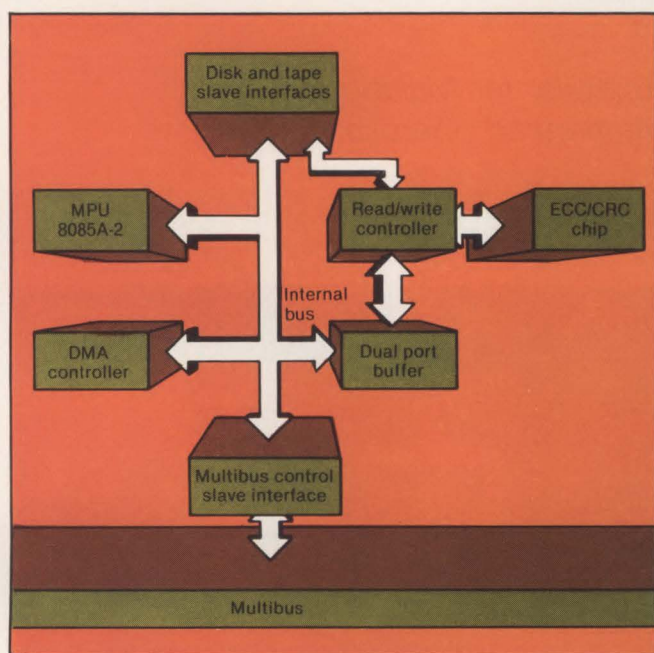 Disk and tape
slave interfaces
MPU
8085A-2
Read/write
controller
ECC/CRC
chip
Internal
bus
DMA
controller
Dual port
buffer
Multibus control
slave interface
Multibus